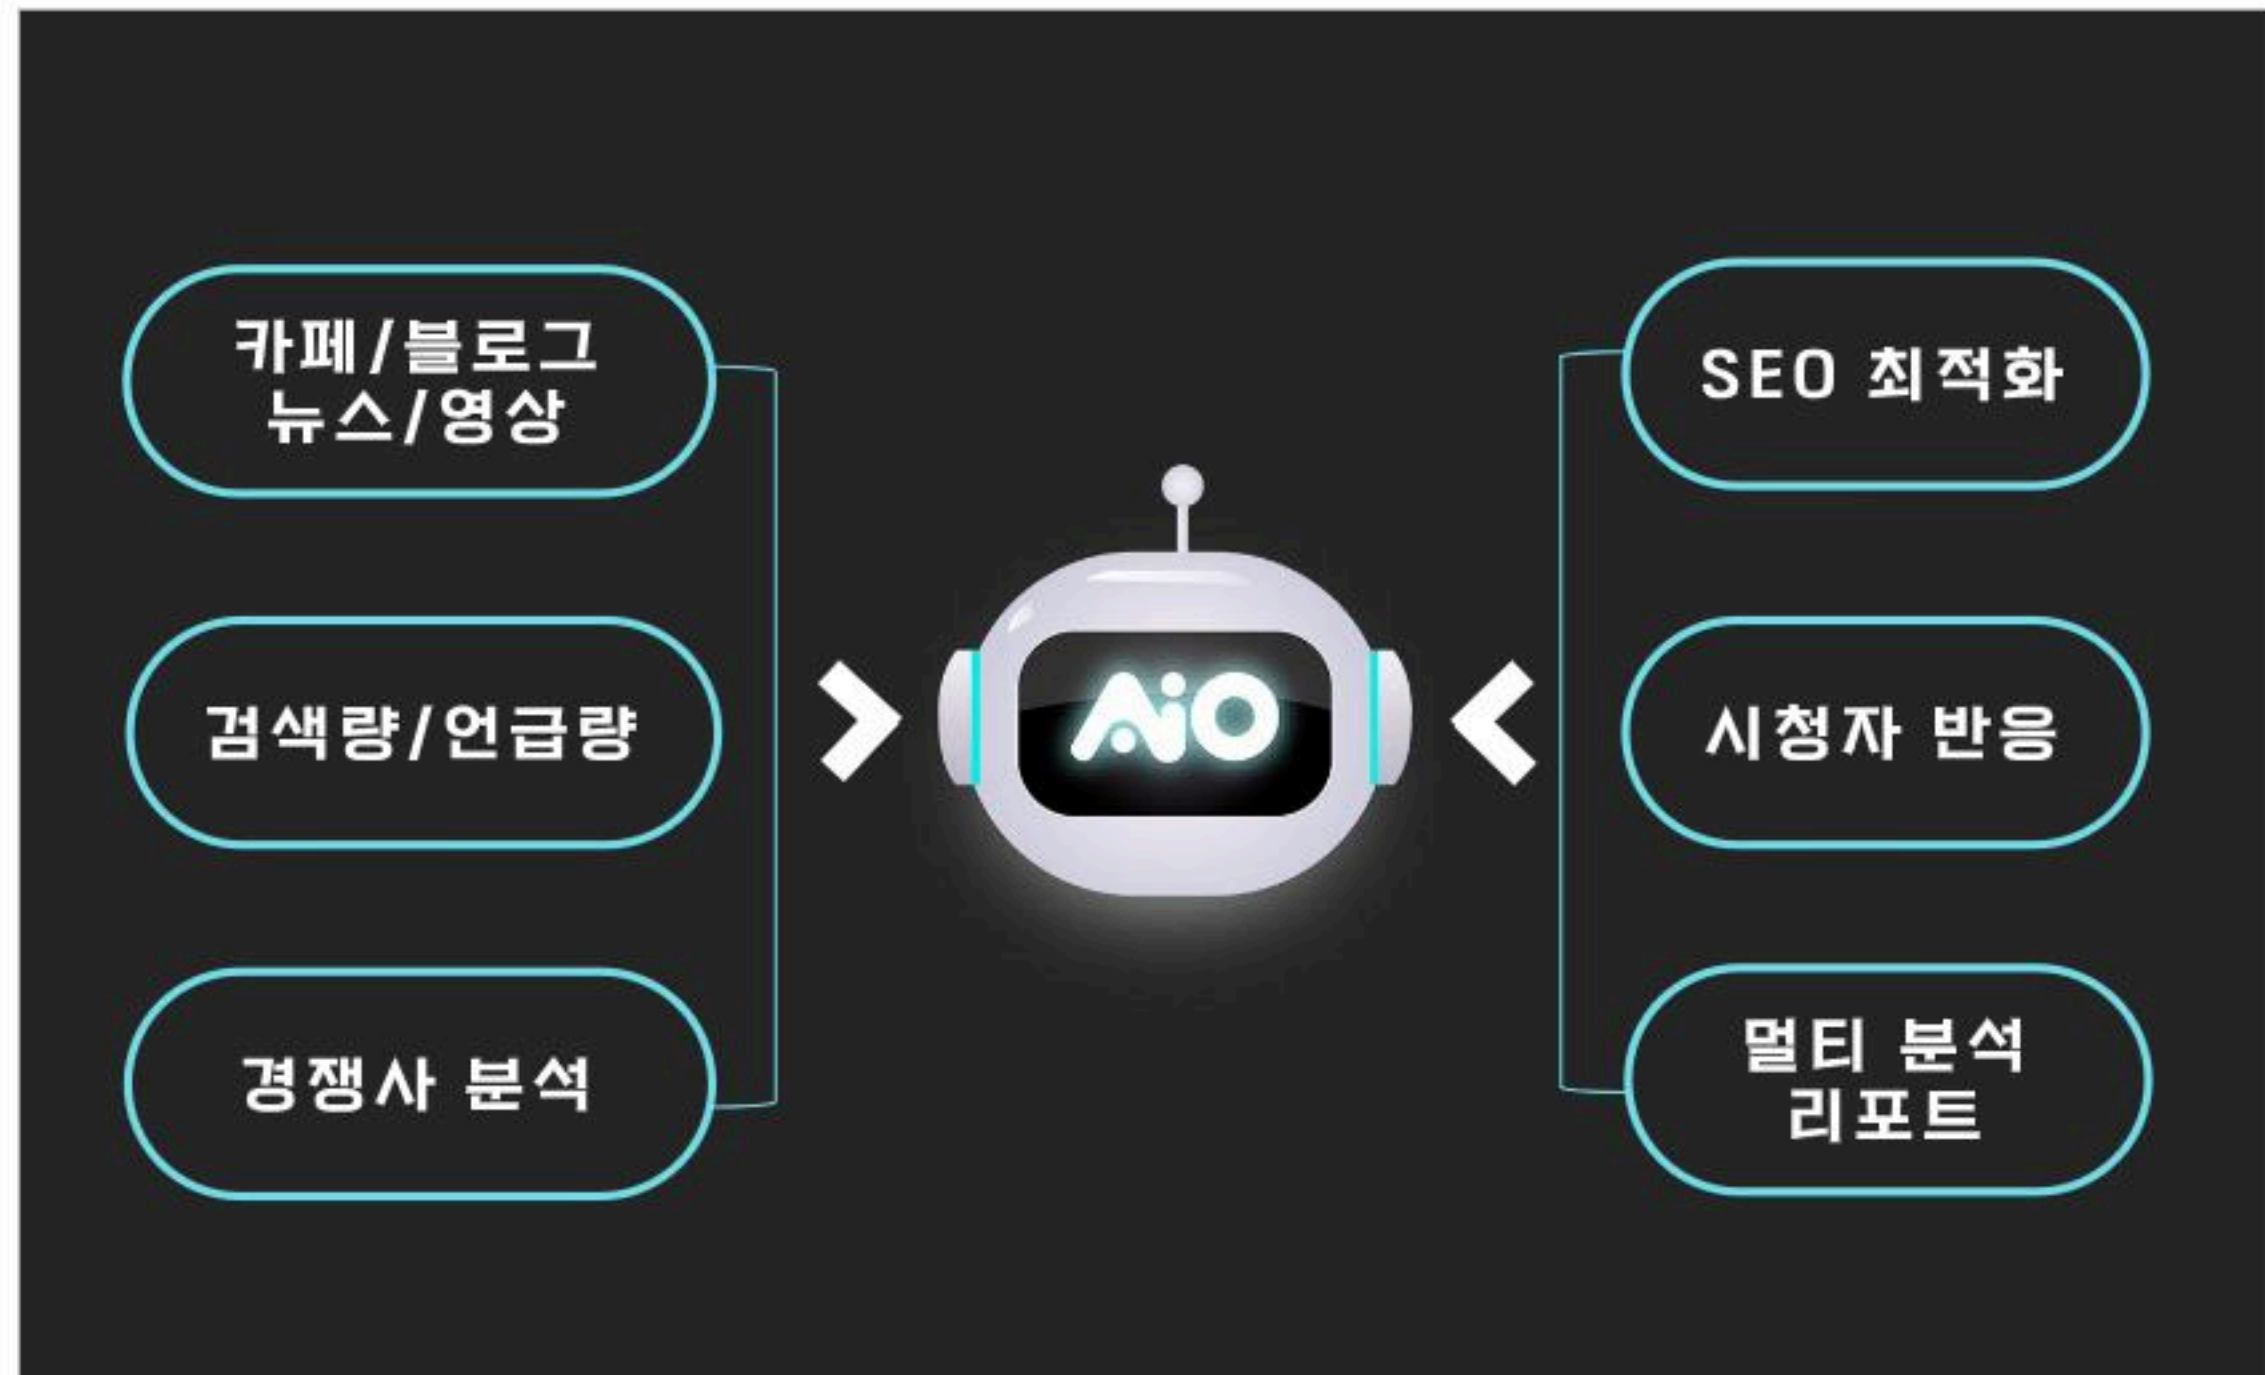 카페/블로그
뉴스/영상
검색량/언급량
경쟁사 분석
AiO
SEO 최적화
시청자 반응
멀티 분석
리포트